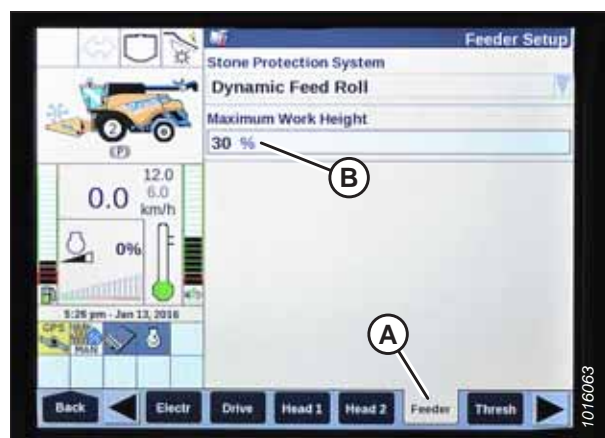 Feeder Setup
Stone Protection System
Dynamic Feed Roll
Maximum Work Height
30 %
B
2
(P)
12.0
0.0 6.0
km/h
0%
E
5:26 pm - Jan 13, 2016
GPS
MAN
A
Back Electr Drive Head 1 Head 2 Feeder Thresh
1016063